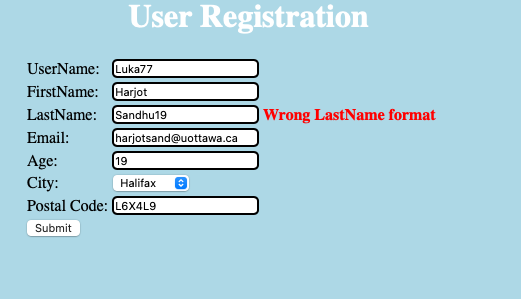 User Registration
UserName: Luka77
FirstName: Harjot
LastName: Sandhu19 Wrong LastName format
Email: harjotsand@uottawa.ca
Age: 19
City: Halifax
Postal Code: L6X4L9
Submit